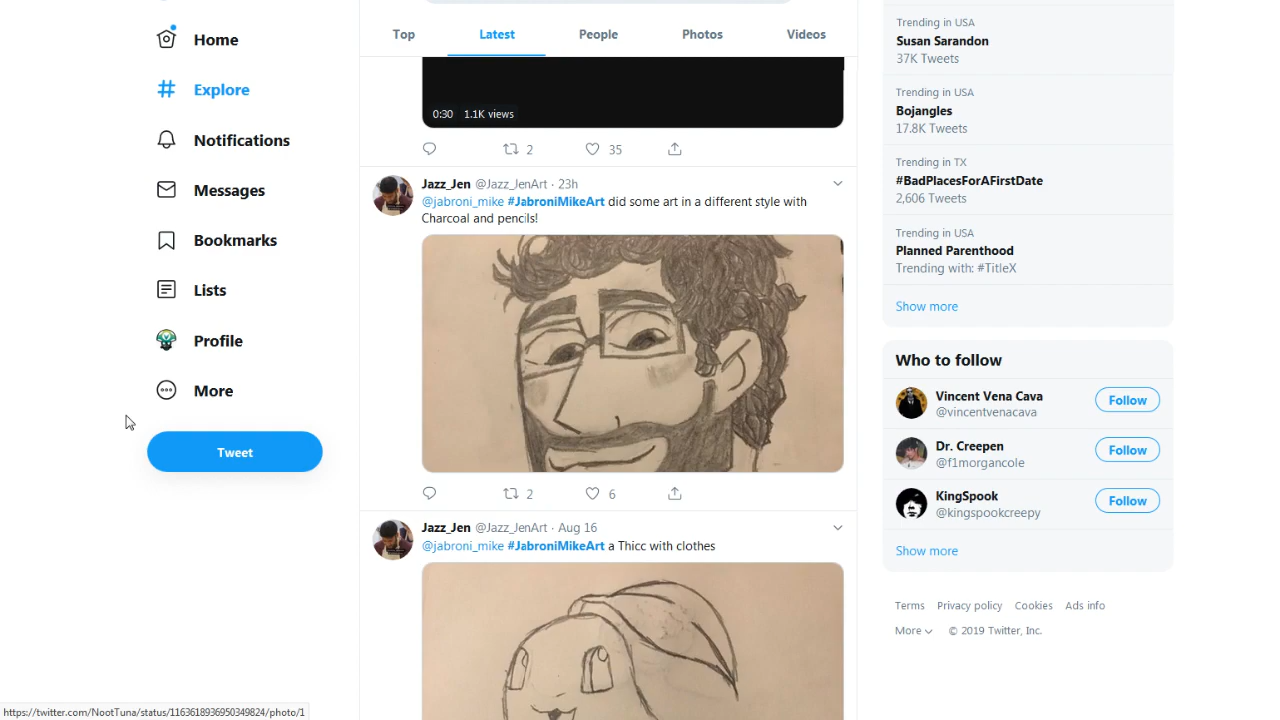 Home
Explore
Notifications
Messages
Bookmarks
Lists
Profile
More
Tweet
Top Latest People Photos Videos
0:30 1.1K views
2 35
Jazz_Jen @Jazz_JenArt · 23h
@jabroni_mike #JabroniMikeArt did some art in a different style with
Charcoal and pencils!
2 6
Jazz_Jen @Jazz_JenArt · Aug 16
@jabroni_mike #JabroniMikeArt a Thicc with clothes
Trending in USA
Susan Sarandon
37K Tweets
Trending in USA
Bojangles
17.8K Tweets
Trending in TX
#BadPlacesForAFirstDate
2,606 Tweets
Trending in USA
Planned Parenthood
Trending with: #TitleX
Show more
Who to follow
Vincent Vena Cava
@vincentvenacava
Follow
Dr. Creepen
@f1morgancole
Follow
KingSpook
@kingspookcreepy
Follow
Show more
Terms Privacy policy Cookies Ads info
More © 2019 Twitter, Inc.
https://twitter.com/NootTuna/status/1163618936950349824/photo/1